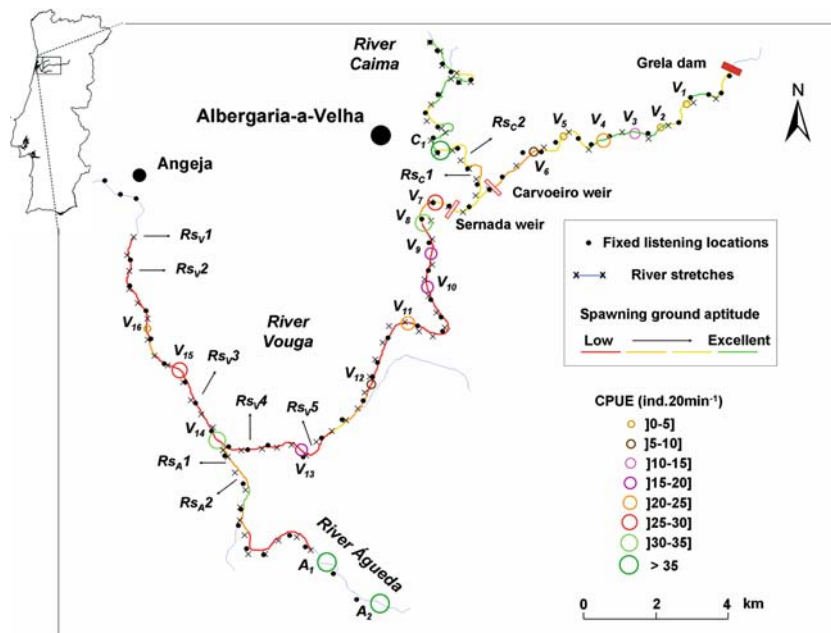 River
Caima
Grela dam
N
Albergaria-a-Velha
V1
V2
V3
V4
V5
V6
C1
RsC2
RsC1
Angeja
Carvoeiro weir
Sernada weir
V7
V8
V9
V10
V11
V12
RsV1
RsV2
V16
V15
River
Vouga
RsV3
RsV4
RsV5
V14
V13
RsA1
RsA2
River Águeda
A1
A2
Fixed listening locations
River stretches
Spawning ground aptitude
Low Excellent
CPUE (ind.20min-1)
]0-5]
]5-10]
]10-15]
]15-20]
]20-25]
]25-30]
]30-35]
> 35
0 2 4 km